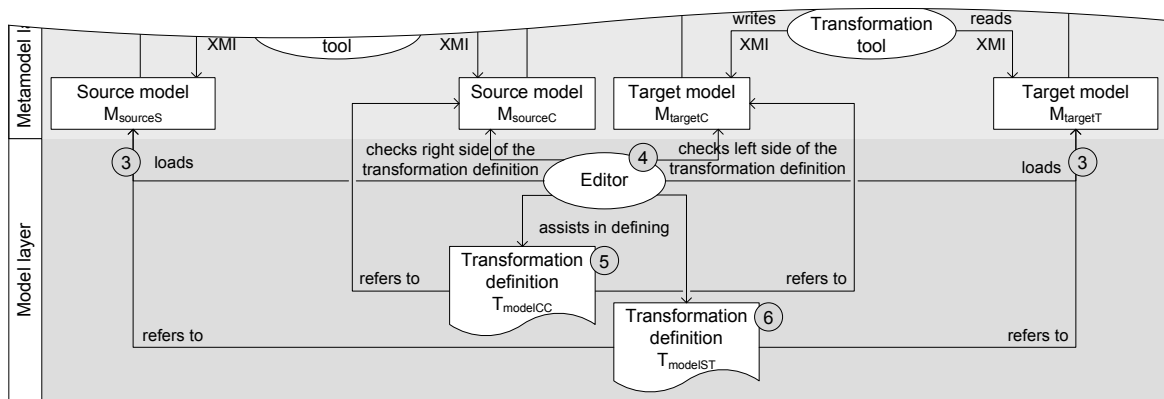 writes
Transformation
reads
XMI
tool
XMI
XMI
tool
XMI
Metamodel la
Source model
MsourceS
Source model
MsourceC
Target model
MtargetC
Target model
MtargetT
3
loads
checks right side of the
transformation definition
4
checks left side of the
transformation definition
3
loads
Editor
Model layer
assists in defining
Transformation
definition
TmodelCC
5
refers to
refers to
Transformation
definition
TmodelST
6
refers to
refers to